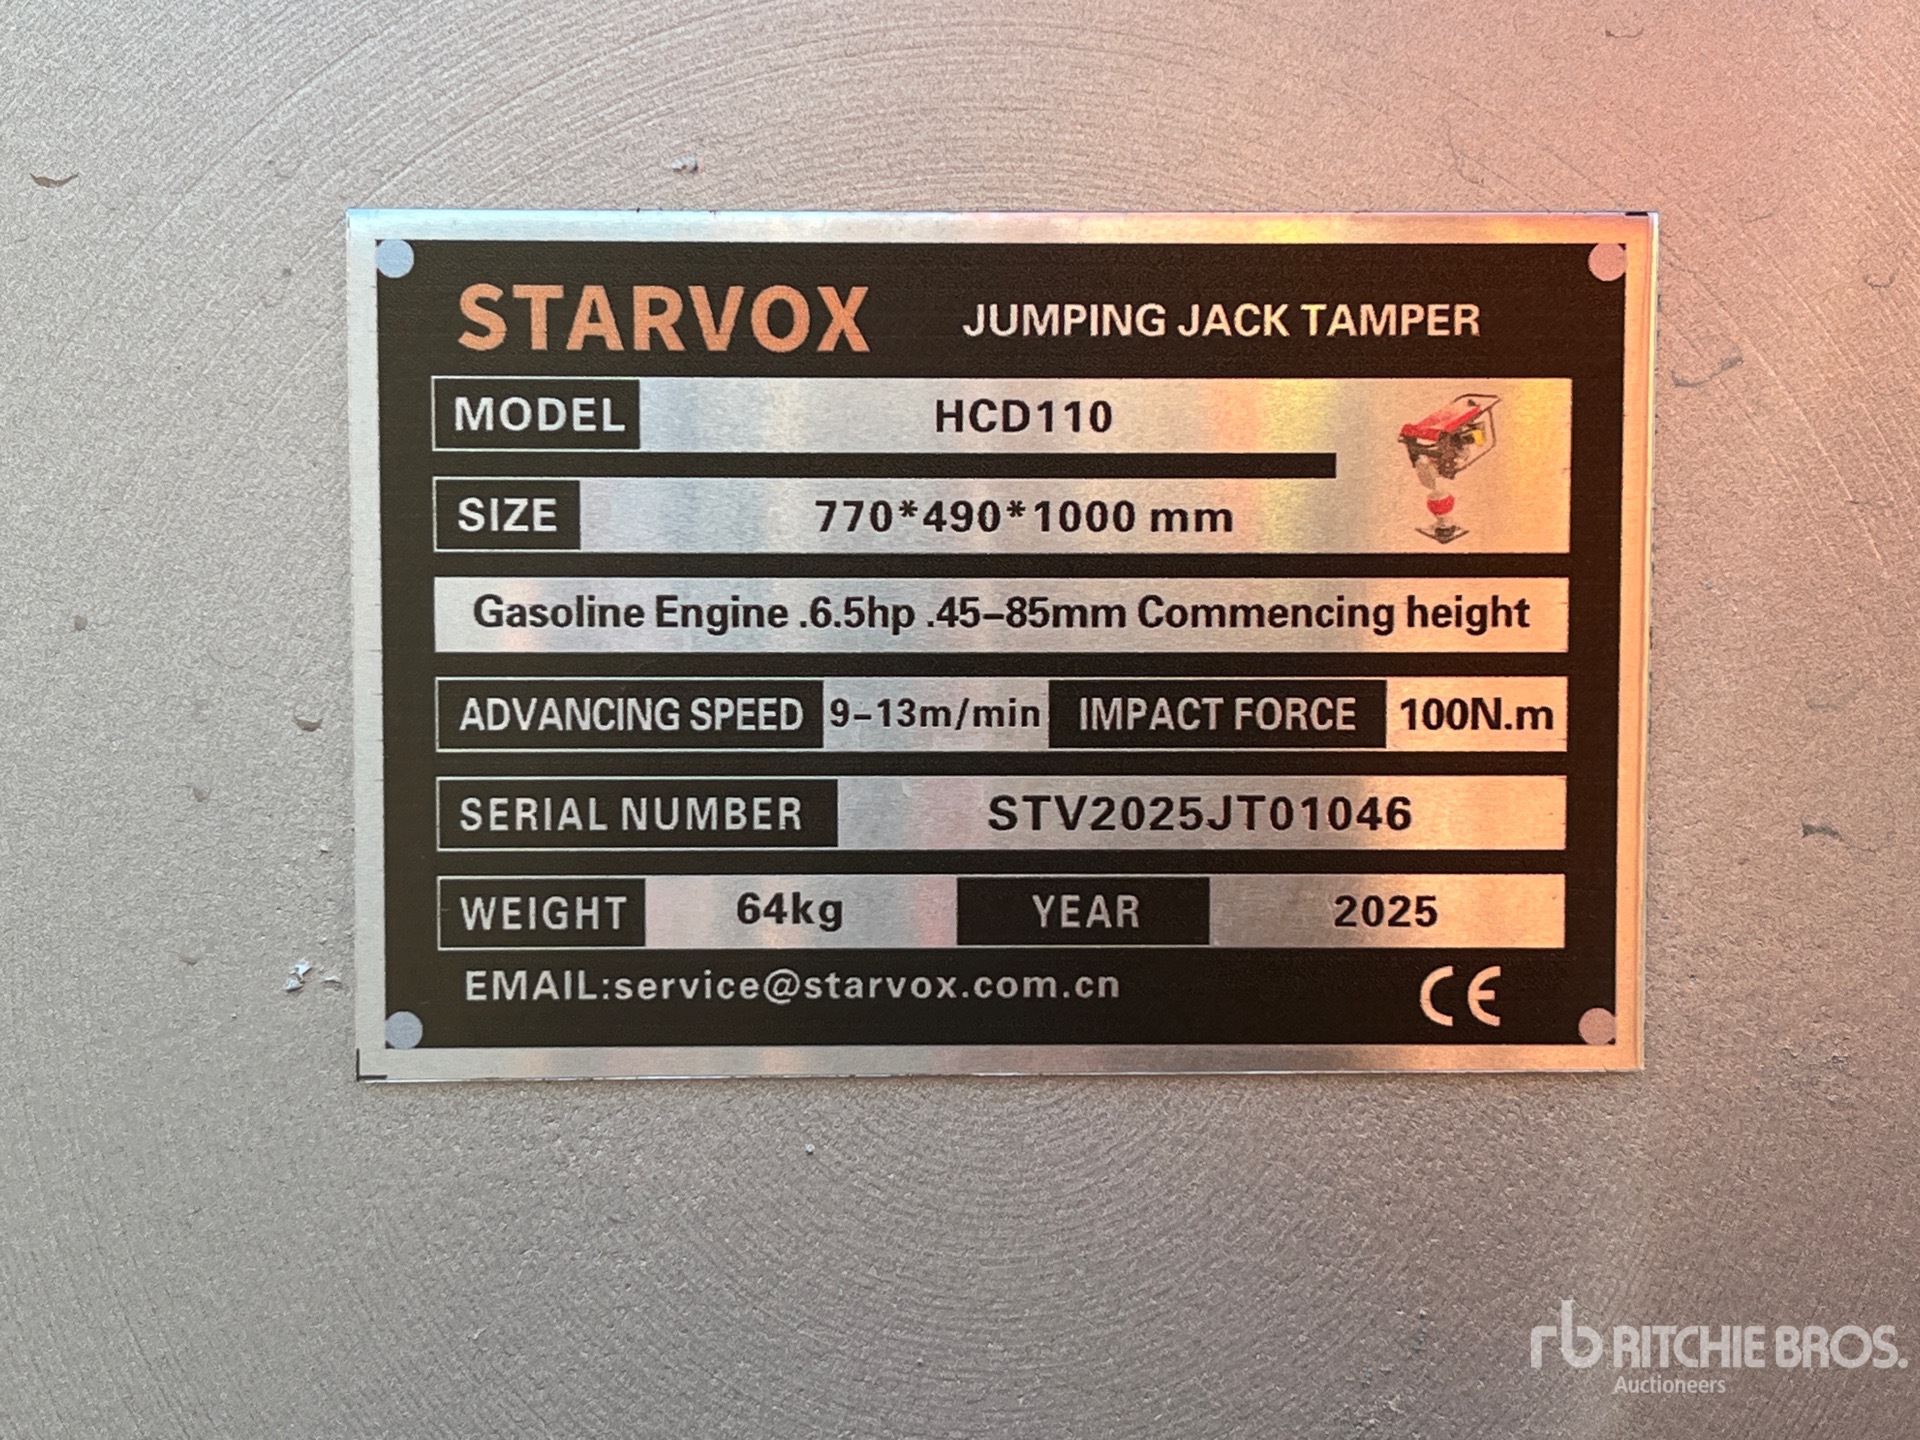 STARVOX JUMPING JACK TAMPER
MODEL HCD110
SIZE 770*490*1000 mm
Gasoline Engine .6.5hp .45-85mm Commencing height
ADVANCING SPEED 9-13m/min IMPACT FORCE 100N.m
SERIAL NUMBER STV2025JT01046
WEIGHT 64kg YEAR 2025
EMAIL:service@starvox.com.cn CE
rb RITCHIE BROS.
Auctioneers